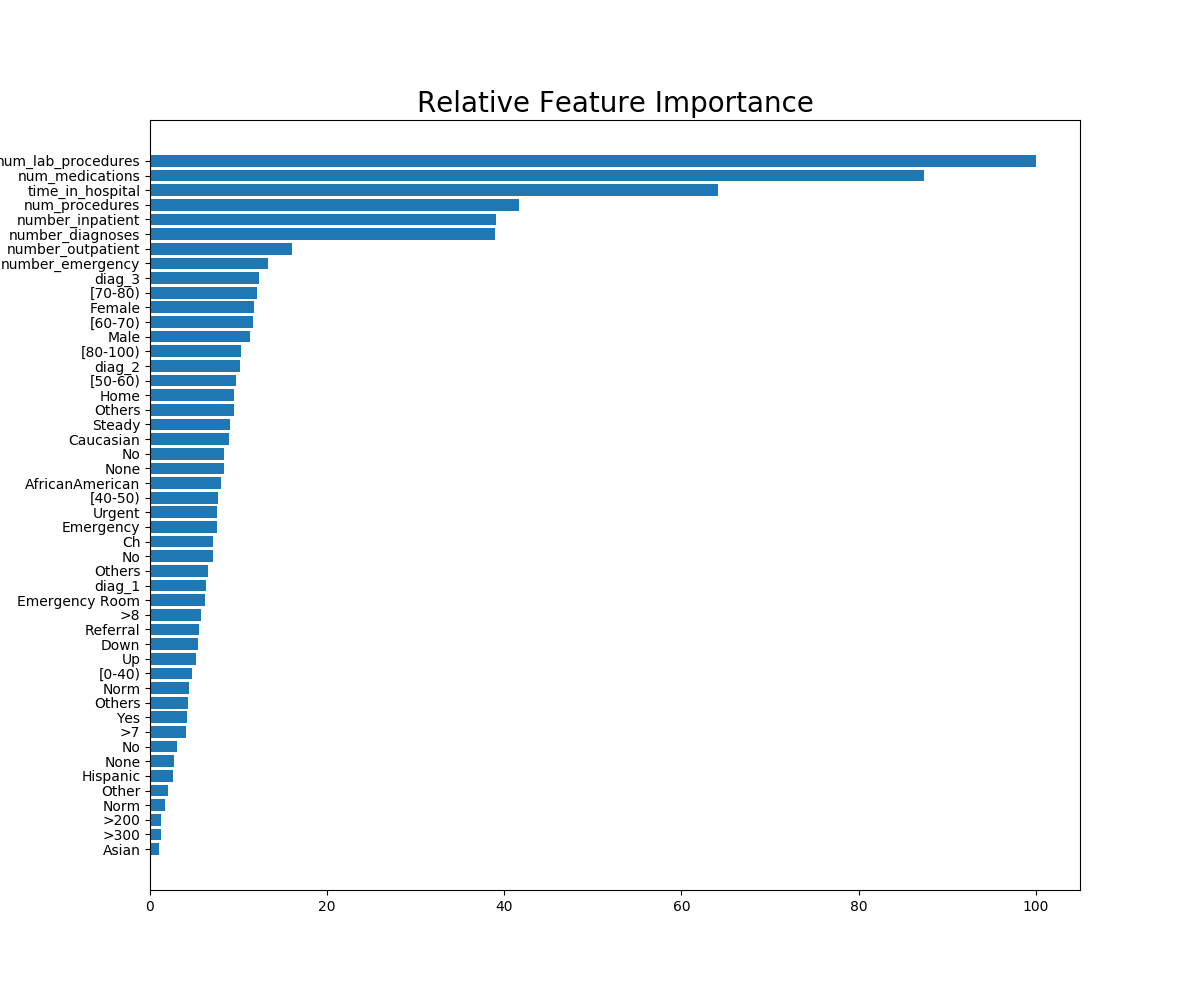 Relative Feature Importance
num_lab_procedures
num_medications
time_in_hospital
num_procedures
number_inpatient
number_diagnoses
number_outpatient
number_emergency
diag_3
[70-80)
Female
[60-70)
Male
[80-100)
diag_2
[50-60)
Home
Others
Steady
Caucasian
No
None
AfricanAmerican
[40-50)
Urgent
Emergency
Ch
No
Others
diag_1
Emergency Room
>8
Referral
Down
Up
[0-40)
Norm
Others
Yes
>7
No
None
Hispanic
Other
Norm
>200
>300
Asian
0 20 40 60 80 100